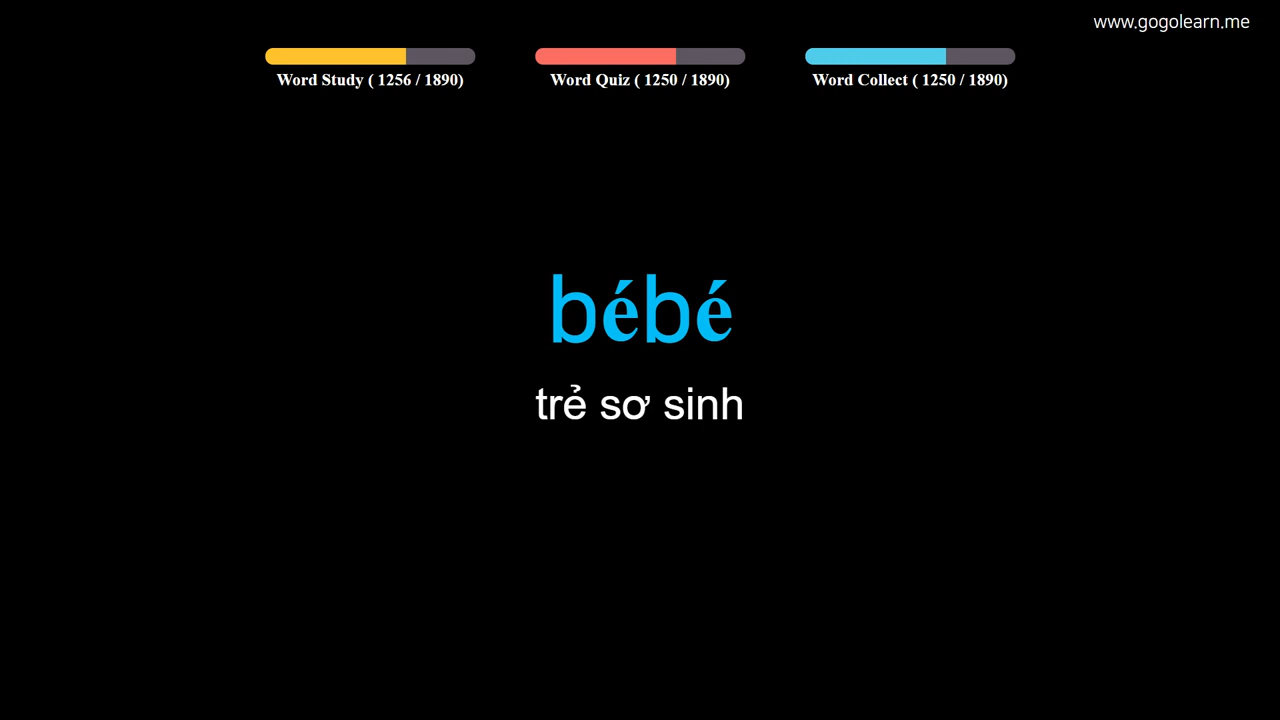 www.gogolearn.me
Word Study ( 1256 / 1890)
Word Quiz ( 1250 / 1890)
Word Collect ( 1250 / 1890)
bébé
trẻ sơ sinh